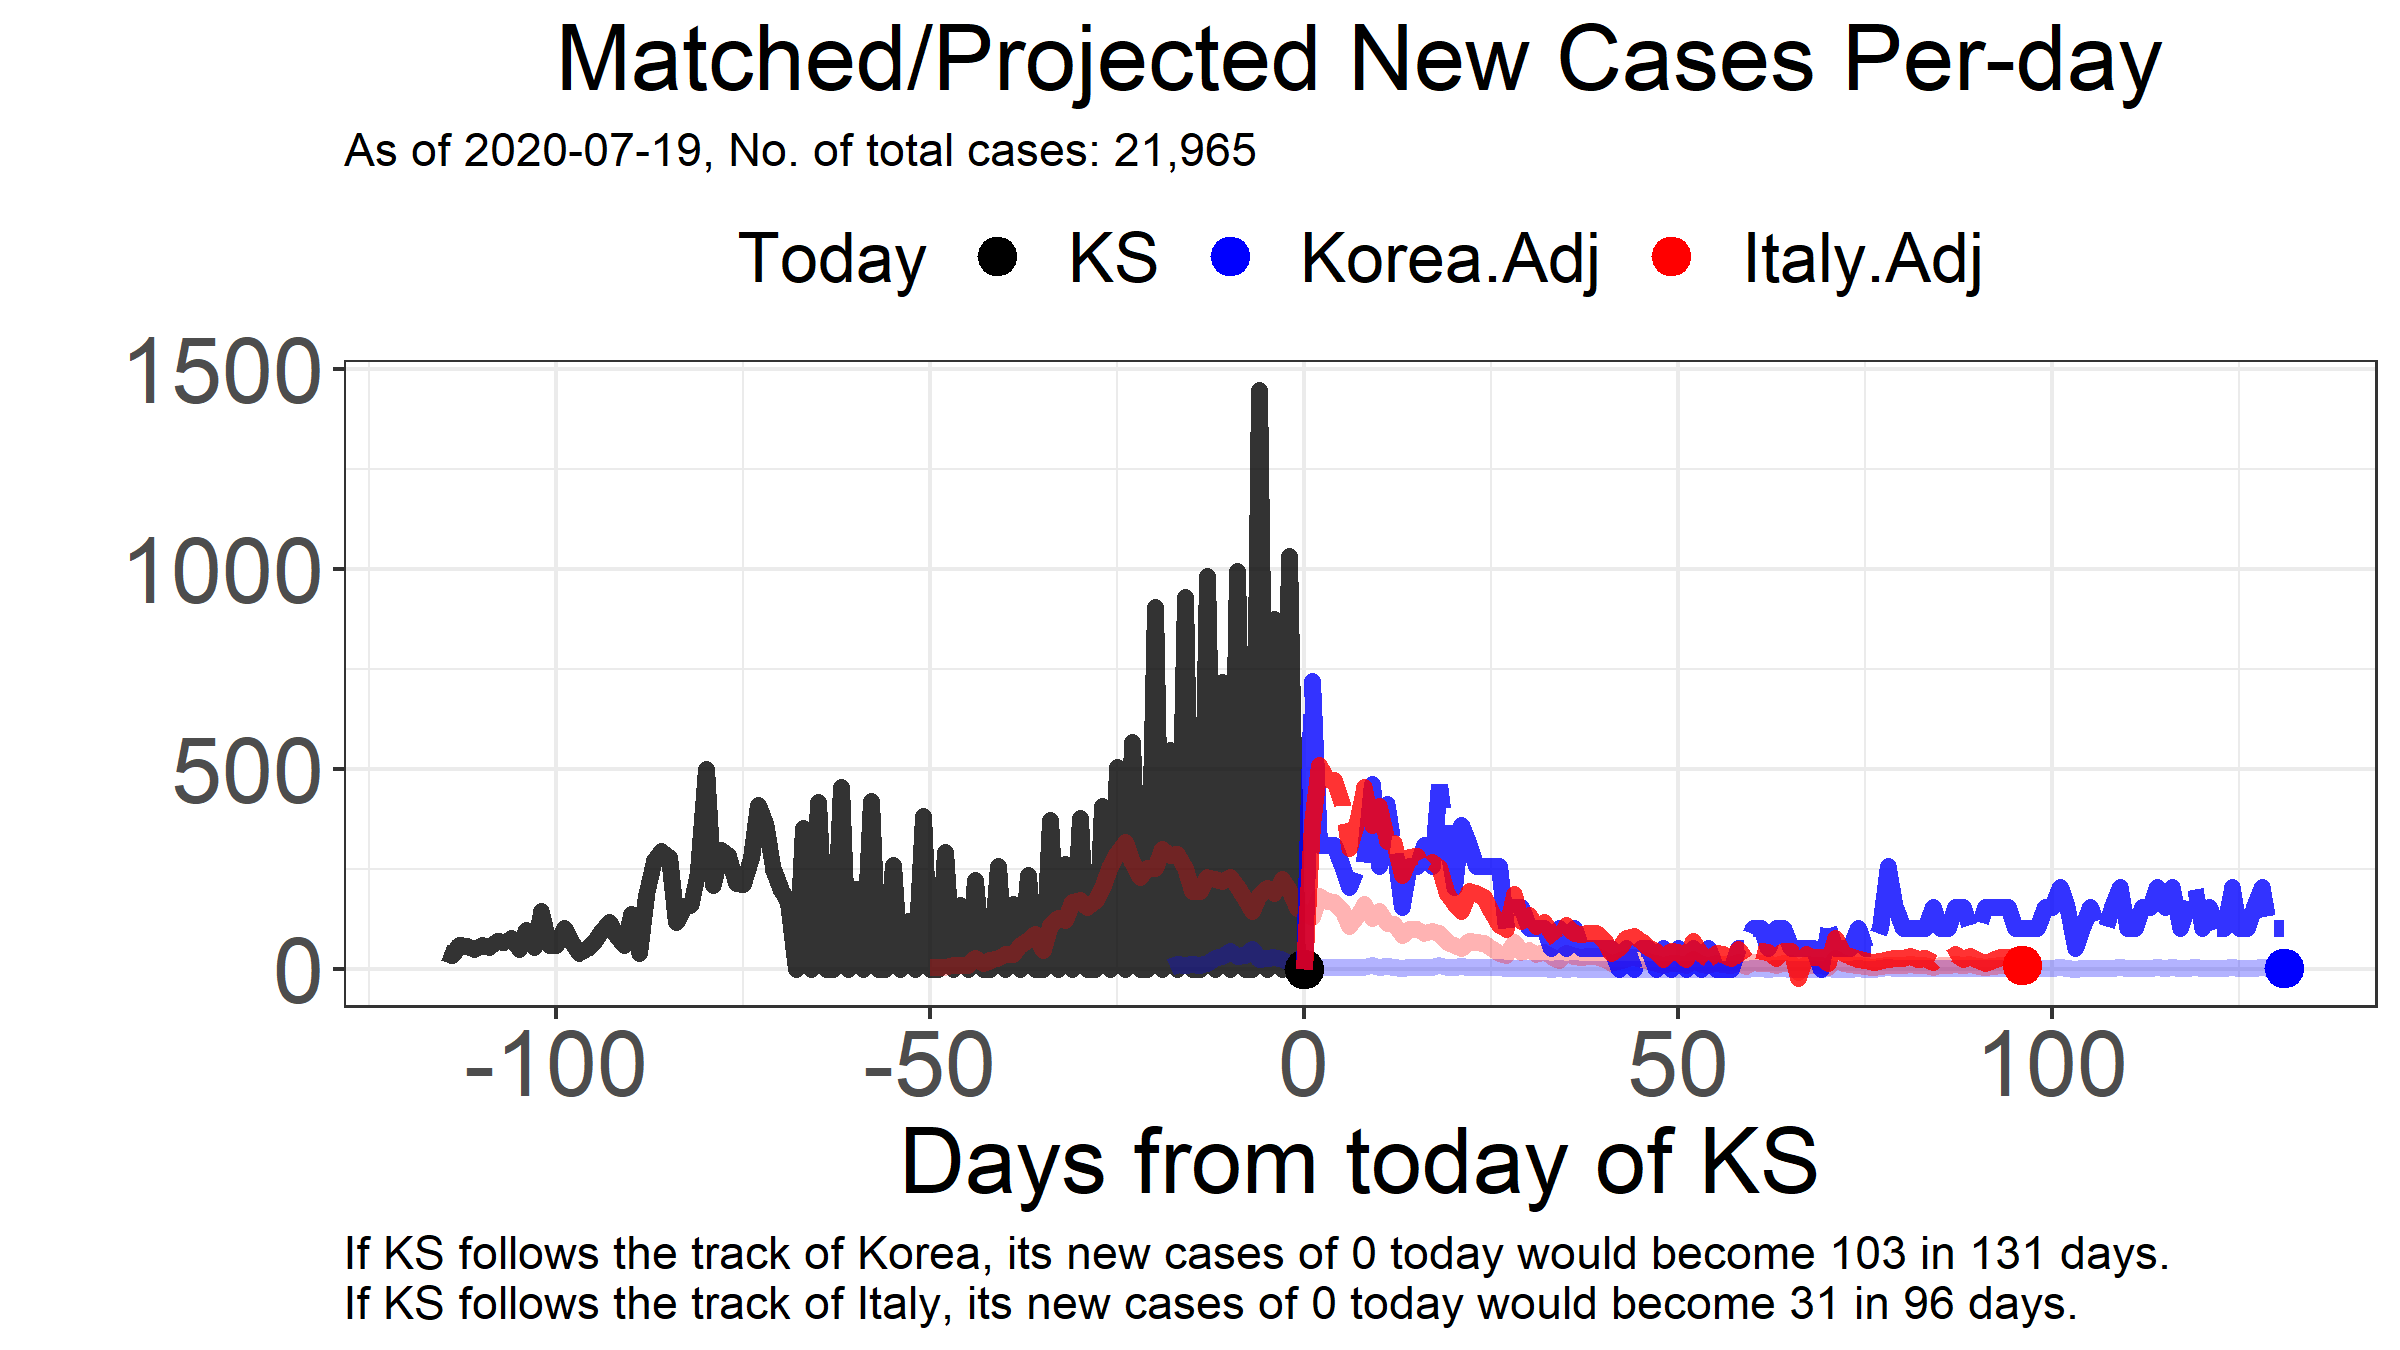 Matched/Projected New Cases Per-day
As of 2020-07-19, No. of total cases: 21,965
Today KS Korea.Adj Italy.Adj
1500
1000
500
0
-100 -50 0 50 100
Days from today of KS
If KS follows the track of Korea, its new cases of 0 today would become 103 in 131 days.
If KS follows the track of Italy, its new cases of 0 today would become 31 in 96 days.